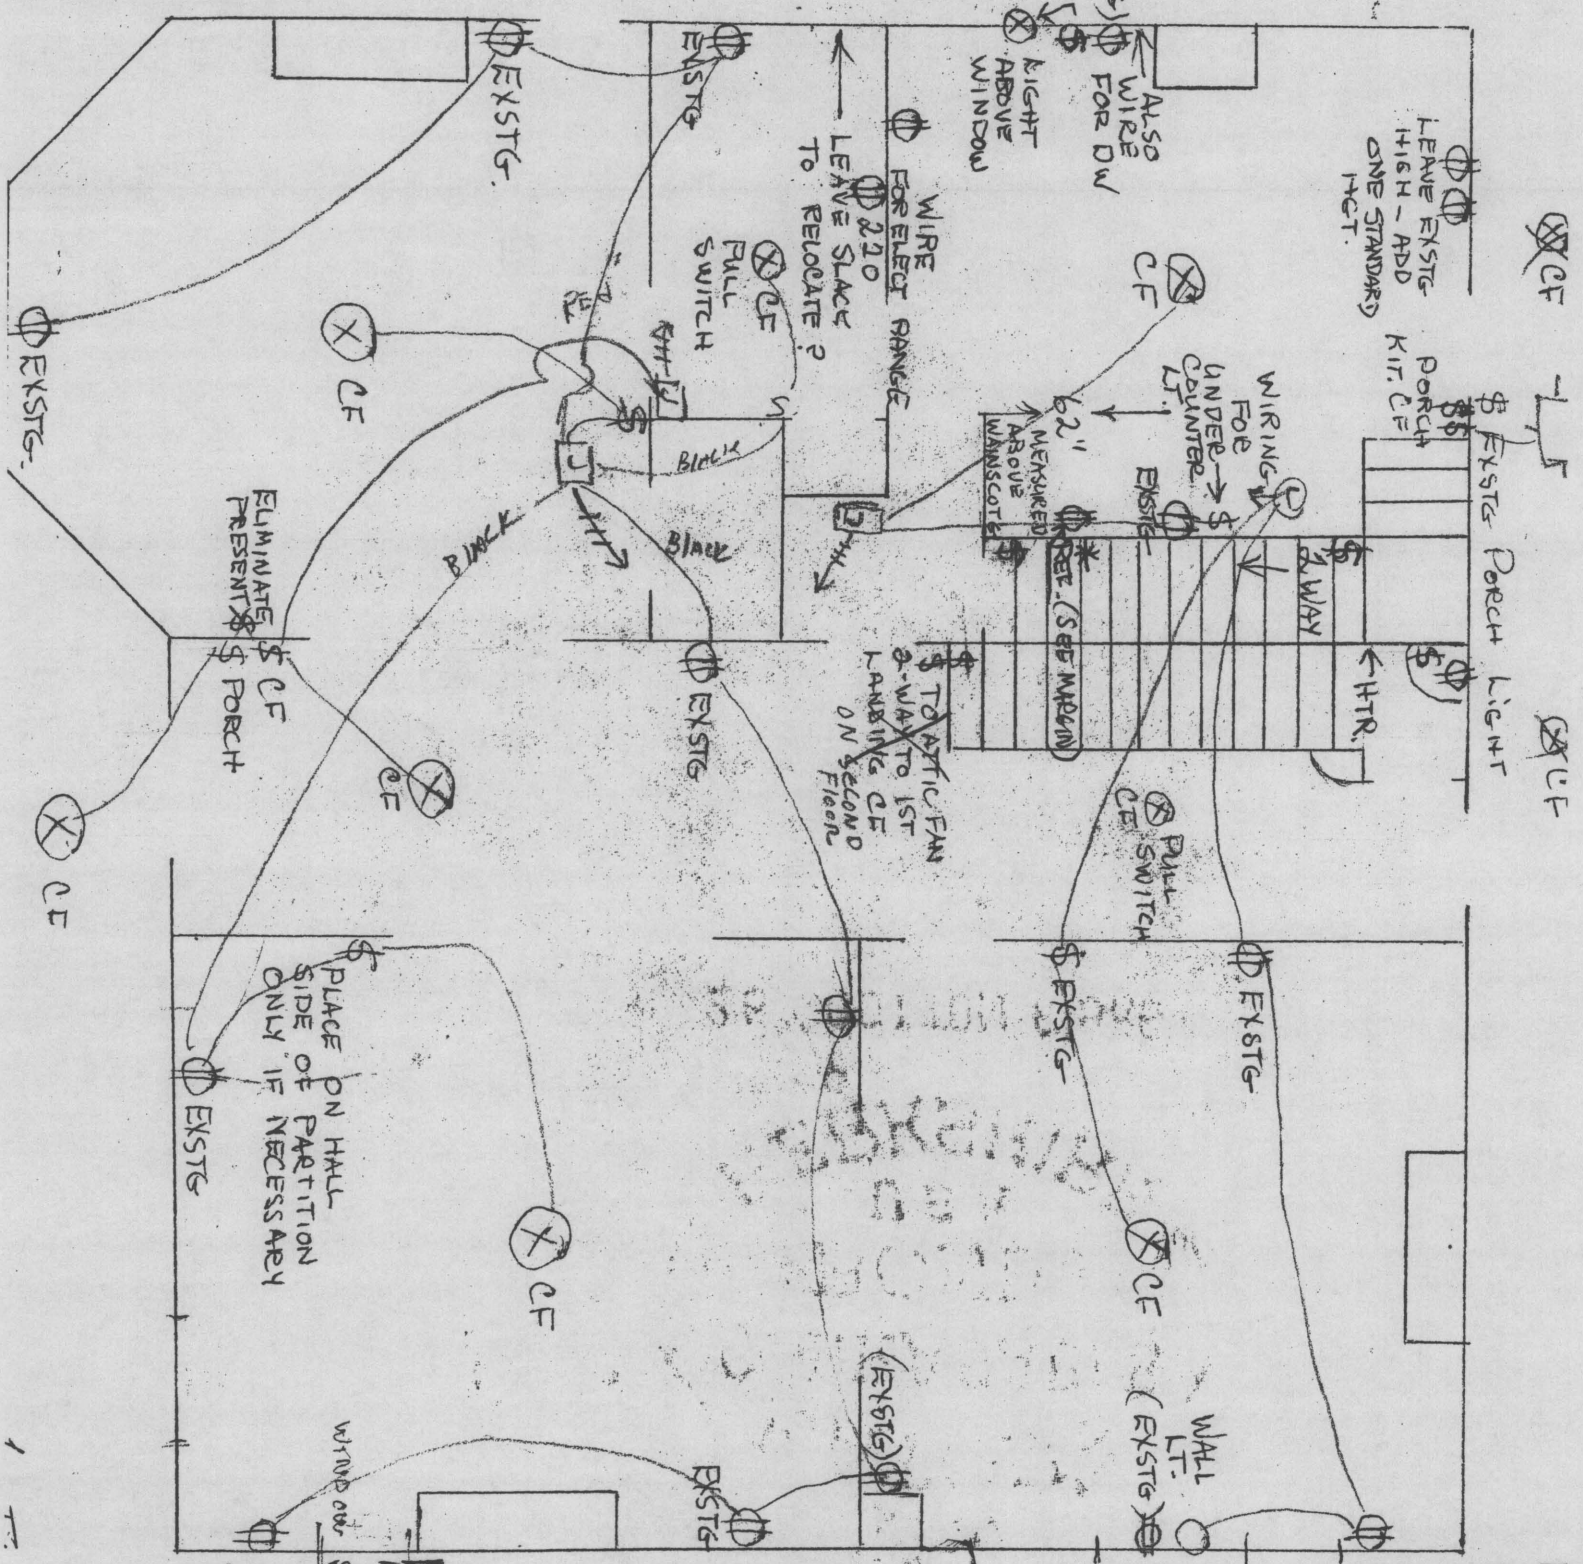 CF
CF
LEAVE EXSTG
HIGH - ADD
ONE STANDARD
HGT.
PORCH
KIT. CF
$$
$ EXSTG PORCH LIGHT
ALSO
WIRE
FOR DW
$
LIGHT
ABOVE
WINDOW
CF
WIRING
FOR
UNDER → $
COUNTER
LT.
62"
MEASURED
ABOVE
WAINSCOTG
EXSTG
$
2 WAY
$
← HTR.
$
*
REF. (SEE MARGIN)
$
$
$ TO ATTIC FAN
2-WAY TO 1ST
LANDING CF
ON SECOND
FLOOR
PULL
CF SWITCH
WIRE
FOR ELECT RANGE
220
LEAVE SLACK
TO RELOCATE ?
CF
PULL
SWITCH
EXSTG
EXSTG.
EXSTG.
CF
J
$
J
J
BLACK
BLACK
BLACK
EXSTG
ELIMINATE
PRESENT $
$ CF
$ PORCH
CF
CF
$ EXSTG
EXSTG
CF
WALL
LT.
(EXSTG)
(EXSTG)
EXSTG
$
PLACE ON HALL
SIDE OF PARTITION
ONLY IF NECESSARY
EXSTG
CF